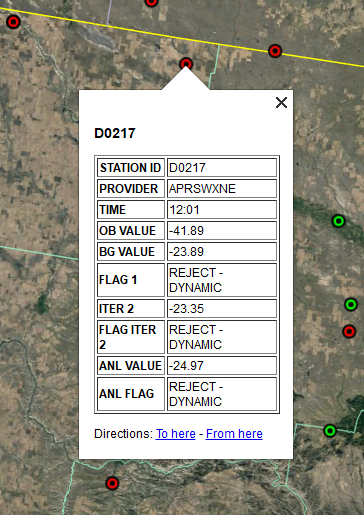 D0217
STATION ID D0217
PROVIDER APRSWXNE
TIME 12:01
OB VALUE -41.89
BG VALUE -23.89
FLAG 1 REJECT -
DYNAMIC
ITER 2 -23.35
FLAG ITER
2
REJECT -
DYNAMIC
ANL VALUE -24.97
ANL FLAG REJECT -
DYNAMIC
Directions: To here - From here